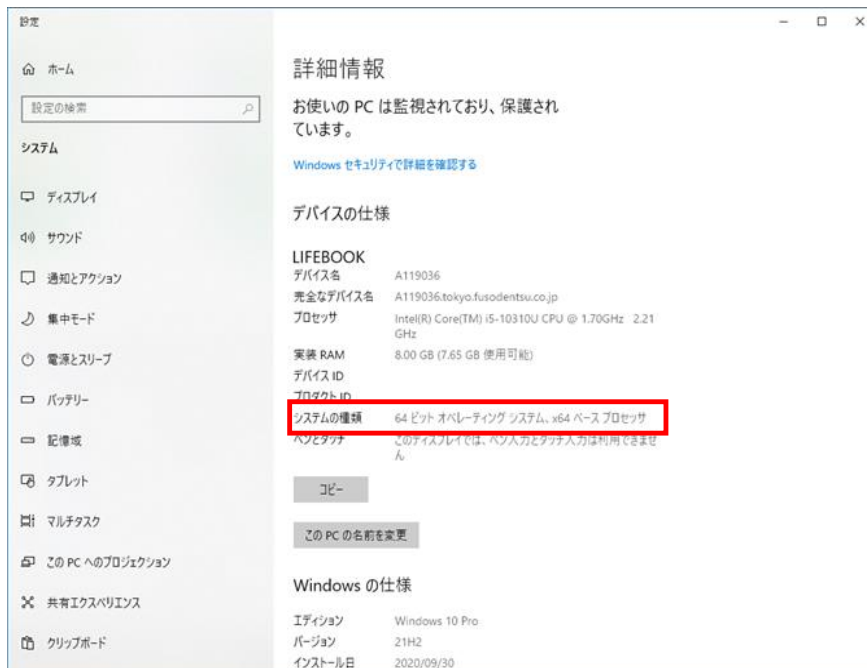 設定
ホーム
設定の検索
システム
ディスプレイ
サウンド
通知とアクション
集中モード
電源とスリープ
バッテリー
記憶域
タブレット
マルチタスク
この PC へのプロジェクション
共有エクスペリエンス
クリップボード
詳細情報
お使いの PC は監視されており、保護され
ています。
Windows セキュリティで詳細を確認する
デバイスの仕様
LIFEBOOK
デバイス名 A119036
完全なデバイス名 A119036.tokyo.fusodentsu.co.jp
プロセッサ Intel(R) Core(TM) i5-10310U CPU @ 1.70GHz 2.21
GHz
実装 RAM 8.00 GB (7.65 GB 使用可能)
デバイス ID
プロダクト ID
システムの種類 64 ビット オペレーティング システム、x64 ベース プロセッサ
ペンとタッチ このディスプレイでは、ペン入力とタッチ入力は利用できませ
ん
コピー
この PC の名前を変更
Windows の仕様
エディション Windows 10 Pro
バージョン 21H2
インストール日 2020/09/30